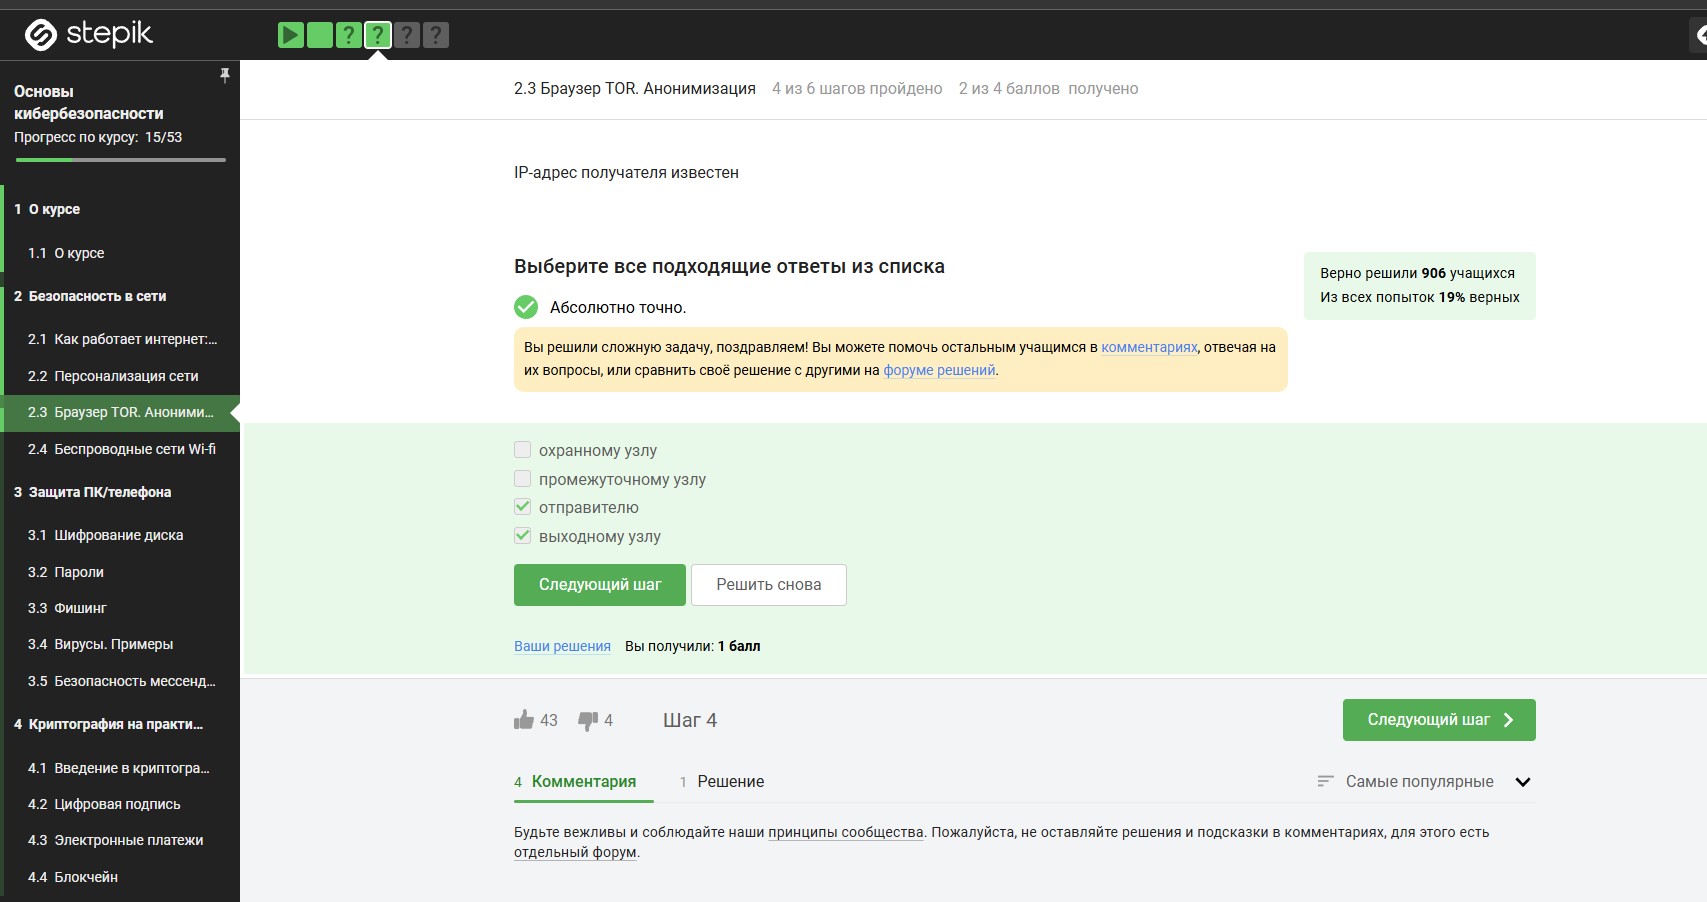 stepik
? ? ? ?
Основы
кибербезопасности
Прогресс по курсу: 15/53
1 О курсе
1.1 О курсе
2 Безопасность в сети
2.1 Как работает интернет:...
2.2 Персонализация сети
2.3 Браузер TOR. Аноними...
2.4 Беспроводные сети Wi-fi
3 Защита ПК/телефона
3.1 Шифрование диска
3.2 Пароли
3.3 Фишинг
3.4 Вирусы. Примеры
3.5 Безопасность мессенд...
4 Криптография на практи...
4.1 Введение в криптогра...
4.2 Цифровая подпись
4.3 Электронные платежи
4.4 Блокчейн
2.3 Браузер TOR. Анонимизация 4 из 6 шагов пройдено 2 из 4 баллов получено
IP-адрес получателя известен
Выберите все подходящие ответы из списка
Абсолютно точно.
Верно решили 906 учащихся
Из всех попыток 19% верных
Вы решили сложную задачу, поздравляем! Вы можете помочь остальным учащимся в комментариях, отвечая на
их вопросы, или сравнить своё решение с другими на форуме решений.
охранному узлу
промежуточному узлу
отправителю
выходному узлу
Следующий шаг Решить снова
Ваши решения Вы получили: 1 балл
43 4 Шаг 4 Следующий шаг
4 Комментария 1 Решение Самые популярные
Будьте вежливы и соблюдайте наши принципы сообщества. Пожалуйста, не оставляйте решения и подсказки в комментариях, для этого есть
отдельный форум.